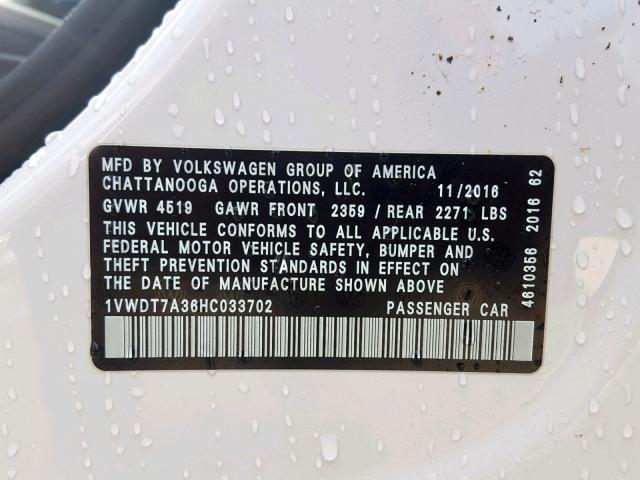 MFD BY VOLKSWAGEN GROUP OF AMERICA
CHATTANOOGA OPERATIONS, LLC. 11/2016
GVWR 4519 GAWR FRONT 2359 / REAR 2271 LBS
THIS VEHICLE CONFORMS TO ALL APPLICABLE U.S.
FEDERAL MOTOR VEHICLE SAFETY, BUMPER AND
THEFT PREVENTION STANDARDS IN EFFECT ON
THE DATE OF MANUFACTURE SHOWN ABOVE
1VWDT7A36HC033702 PASSENGER CAR
4610356 2016 62